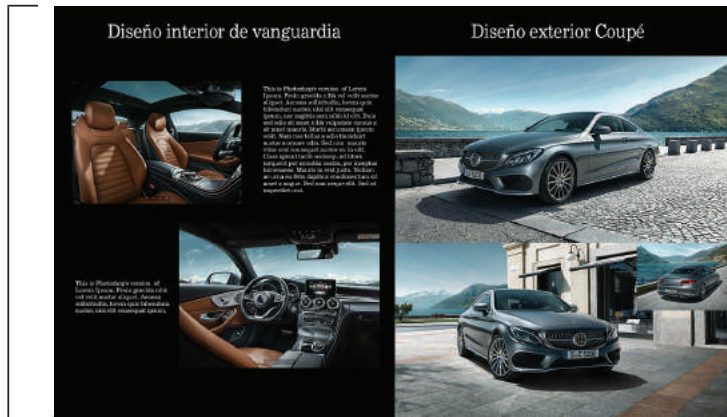 Diseño interior de vanguardia
Diseño exterior Coupé
This is Photoshop's version of Lorem
Ipsum. Proin gravida nibh vel velit auctor
aliquet. Aenean sollicitudin, lorem quis
bibendum auctor, nisi elit consequat
ipsum, nec sagittis sem nibh id elit. Duis
sed odio sit amet nibh vulputate cursus a
sit amet mauris. Morbi accumsan ipsum
velit. Nam nec tellus a odio tincidunt
auctor a ornare odio. Sed non mauris
vitae erat consequat auctor eu in elit.
Class aptent taciti sociosqu ad litora
torquent per conubia nostra, per inceptos
himenaeos. Mauris in erat justo. Nullam
ac urna eu felis dapibus condimentum sit
amet a augue. Sed non neque elit. Sed ut
imperdiet nisi.
This is Photoshop's version of
Lorem Ipsum. Proin gravida nibh
vel velit auctor aliquet. Aenean
sollicitudin, lorem quis bibendum
auctor, nisi elit consequat ipsum,